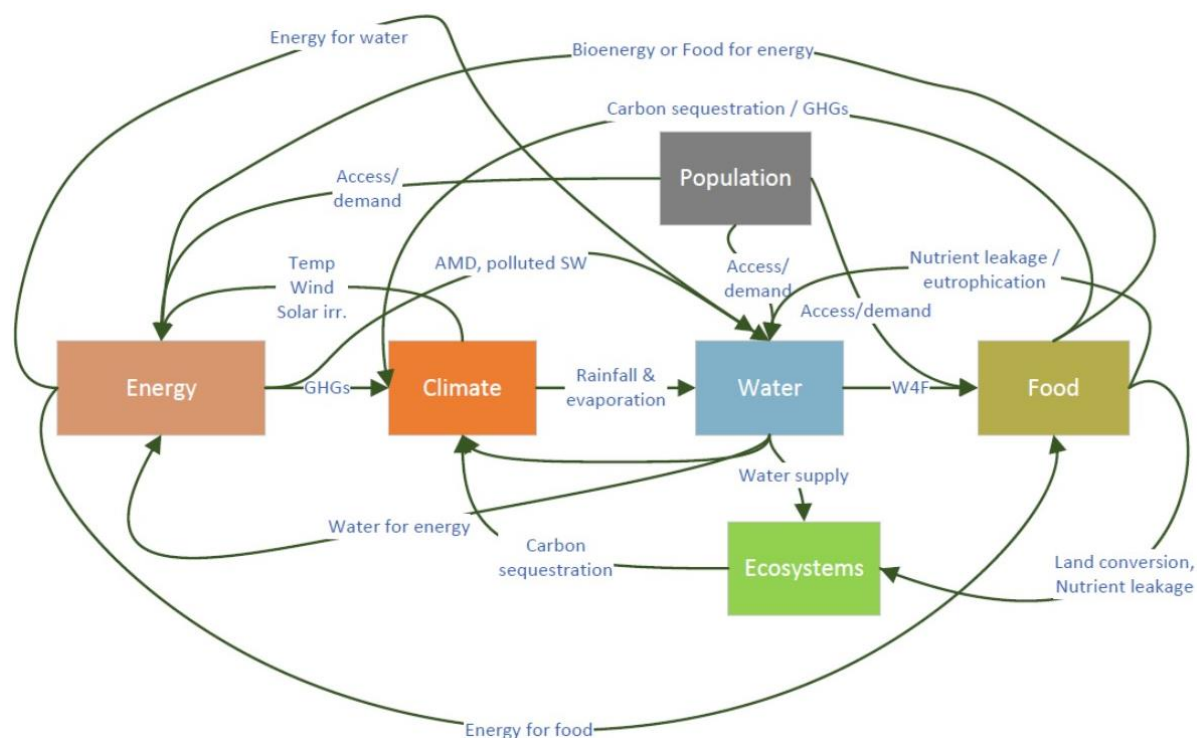 Energy for water
Bioenergy or Food for energy
Carbon sequestration / GHGs
Population
Access/
demand
Temp
Wind
Solar irr.
AMD, polluted SW
Access/
demand
Nutrient leakage /
eutrophication
Access/demand
Energy
GHGs
Climate
Rainfall &
evaporation
Water
W4F
Food
Water supply
Water for energy
Carbon
sequestration
Ecosystems
Land conversion,
Nutrient leakage
Energy for food